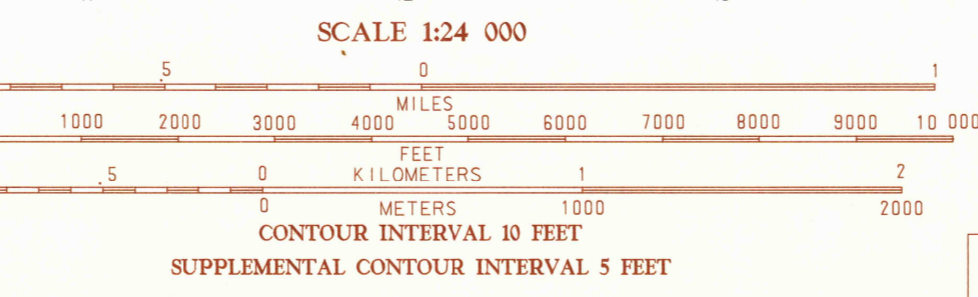 SCALE 1:24 000
.5 0 1
MILES
1000 2000 3000 4000 5000 6000 7000 8000 9000 10 000
FEET
KILOMETERS
.5 0 1 2
0 METERS 1000 2000
CONTOUR INTERVAL 10 FEET
SUPPLEMENTAL CONTOUR INTERVAL 5 FEET